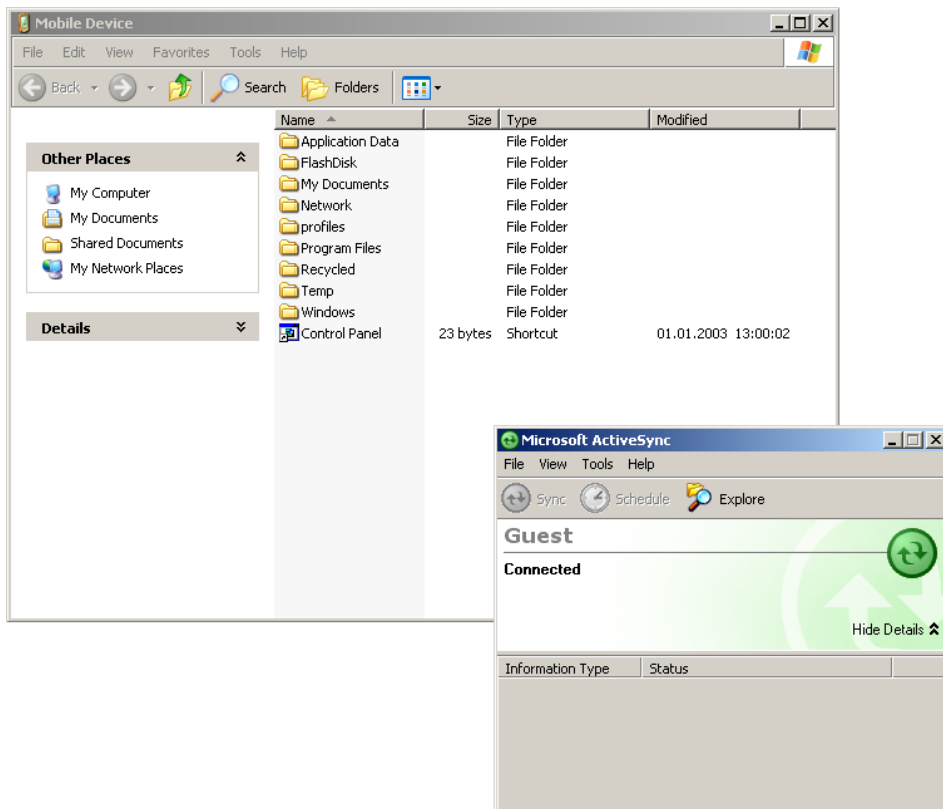 Mobile Device
File Edit View Favorites Tools Help
Back Search Folders
Name Size Type Modified
Other Places
My Computer
My Documents
Shared Documents
My Network Places
Details
Application Data File Folder
FlashDisk File Folder
My Documents File Folder
Network File Folder
profiles File Folder
Program Files File Folder
Recycled File Folder
Temp File Folder
Windows File Folder
Control Panel 23 bytes Shortcut 01.01.2003 13:00:02
Microsoft ActiveSync
File View Tools Help
Sync Schedule Explore
Guest
Connected
Hide Details
Information Type Status